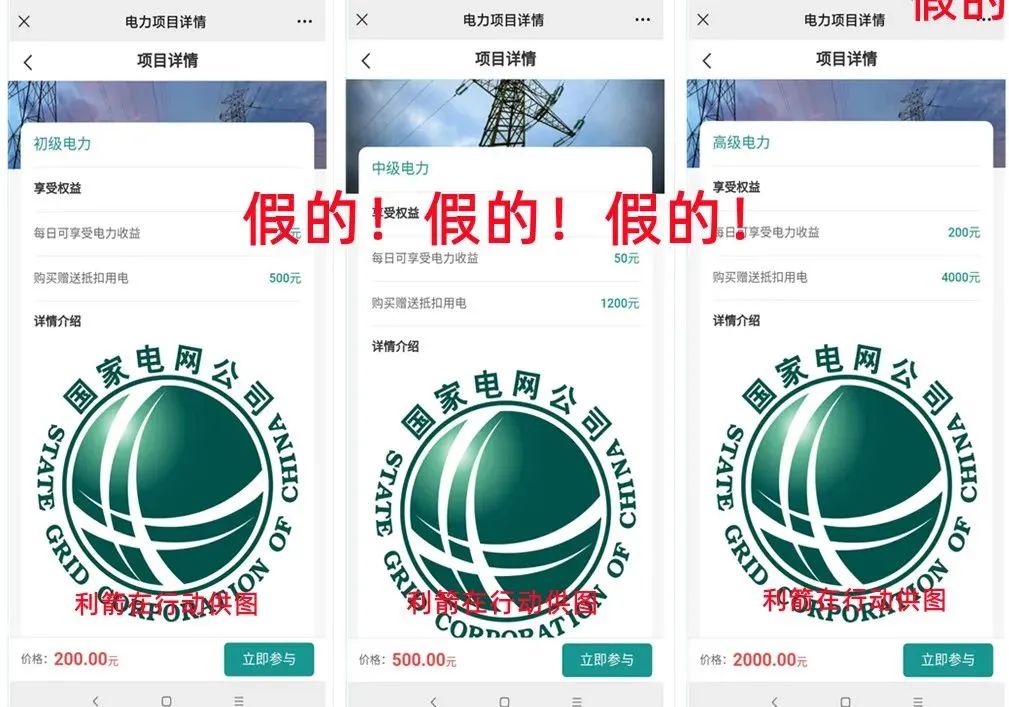 电力项目详情
项目详情
初级电力
享受权益
每日可享受电力收益 元
购买赠送抵扣用电 500元
详情介绍
国家电网公司
STATE GRID CORPORATION OF CHINA
利箭在行动供图
价格：200.00元 立即参与
电力项目详情
项目详情
中级电力
享受权益
每日可享受电力收益 50元
购买赠送抵扣用电 1200元
详情介绍
国家电网公司
STATE GRID CORPORATION OF CHINA
利箭在行动供图
价格：500.00元 立即参与
电力项目详情
项目详情
高级电力
享受权益
每日可享受电力收益 200元
购买赠送抵扣用电 4000元
详情介绍
国家电网公司
STATE GRID CORPORATION OF CHINA
利箭在行动供图
价格：2000.00元 立即参与
假的！假的！假的！
假的